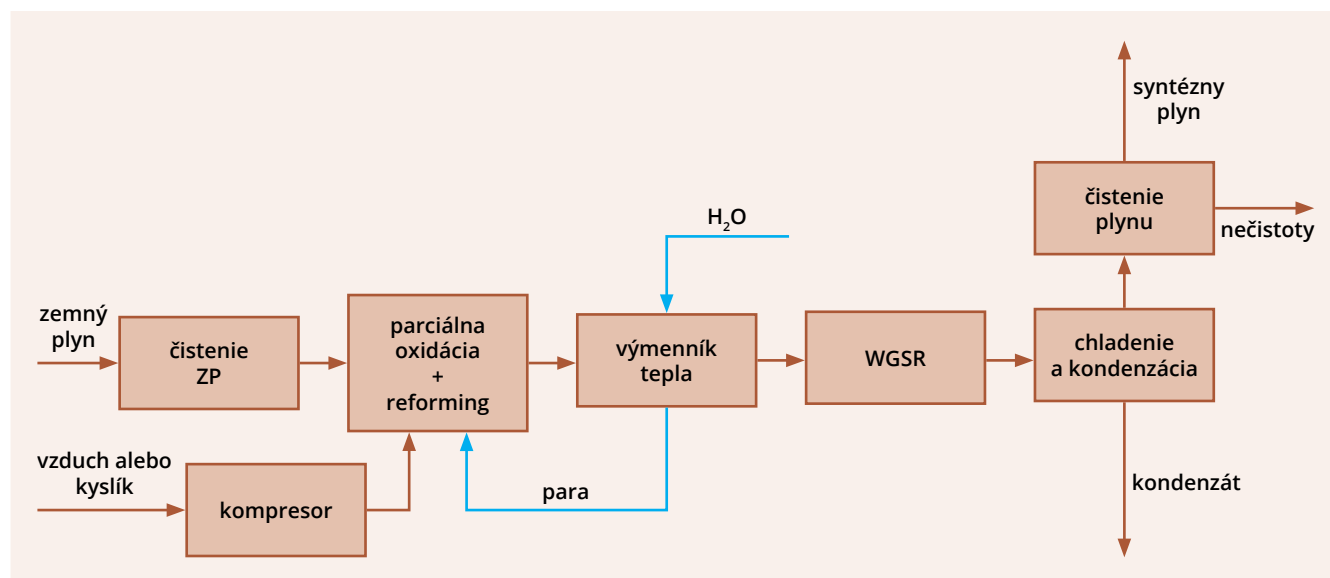 zemný
plyn
čistenie
ZP
vzduch alebo
kyslík
kompresor
parciálna
oxidácia
+
reforming
para
H₂O
výmenník
tepla
WGSR
chladenie
a kondenzácia
kondenzát
čistenie
plynu
nečistoty
syntézny
plyn